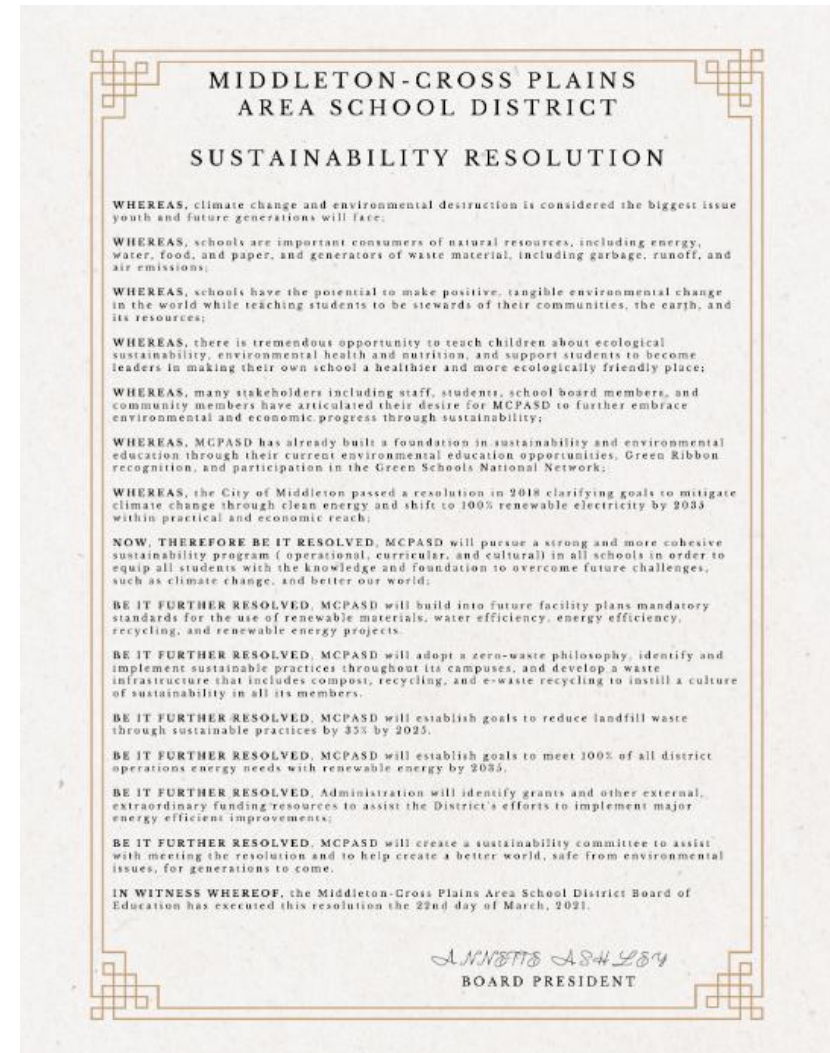 MIDDLETON-CROSS PLAINS
AREA SCHOOL DISTRICT
SUSTAINABILITY RESOLUTION
WHEREAS, climate change and environmental destruction is considered the biggest issue
youth and future generations will face;
WHEREAS, schools are important consumers of natural resources, including energy,
water, food, and paper, and generators of waste material, including garbage, runoff, and
air emissions;
WHEREAS, schools have the potential to make positive, tangible environmental change
in the world while teaching students to be stewards of their communities, the earth, and
its resources;
WHEREAS, there is tremendous opportunity to teach children about ecological
sustainability, environmental health and nutrition, and support students to become
leaders in making their own school a healthier and more ecologically friendly place;
WHEREAS, many stakeholders including staff, students, school board members, and
community members have articulated their desire for MCPASD to further embrace
environmental and economic progress through sustainability;
WHEREAS, MCPASD has already built a foundation in sustainability and environmental
education through their current environmental education opportunities, Green Ribbon
recognition, and participation in the Green Schools National Network;
WHEREAS, the City of Middleton passed a resolution in 2018 clarifying goals to mitigate
climate change through clean energy and shift to 100% renewable electricity by 2035
within practical and economic reach;
NOW, THEREFORE BE IT RESOLVED, MCPASD will pursue a strong and more cohesive
sustainability program ( operational, curricular, and cultural) in all schools in order to
equip all students with the knowledge and foundation to overcome future challenges,
such as climate change, and better our world;
BE IT FURTHER RESOLVED, MCPASD will build into future facility plans mandatory
standards for the use of renewable materials, water efficiency, energy efficiency,
recycling, and renewable energy projects.
BE IT FURTHER RESOLVED, MCPASD will adopt a zero-waste philosophy, identify and
implement sustainable practices throughout its campuses, and develop a waste
infrastructure that includes compost, recycling, and e-waste recycling to instill a culture
of sustainability in all its members.
BE IT FURTHER RESOLVED, MCPASD will establish goals to reduce landfill waste
through sustainable practices by 35% by 2025.
BE IT FURTHER RESOLVED, MCPASD will establish goals to meet 100% of all district
operations energy needs with renewable energy by 2035.
BE IT FURTHER RESOLVED, Administration will identify grants and other external,
extraordinary funding resources to assist the District's efforts to implement major
energy efficient improvements;
BE IT FURTHER RESOLVED, MCPASD will create a sustainability committee to assist
with meeting the resolution and to help create a better world, safe from environmental
issues, for generations to come.
IN WITNESS WHEREOF, the Middleton-Cross Plains Area School District Board of
Education has executed this resolution the 22nd day of March, 2021.
ANNETTE ASHLEY
BOARD PRESIDENT